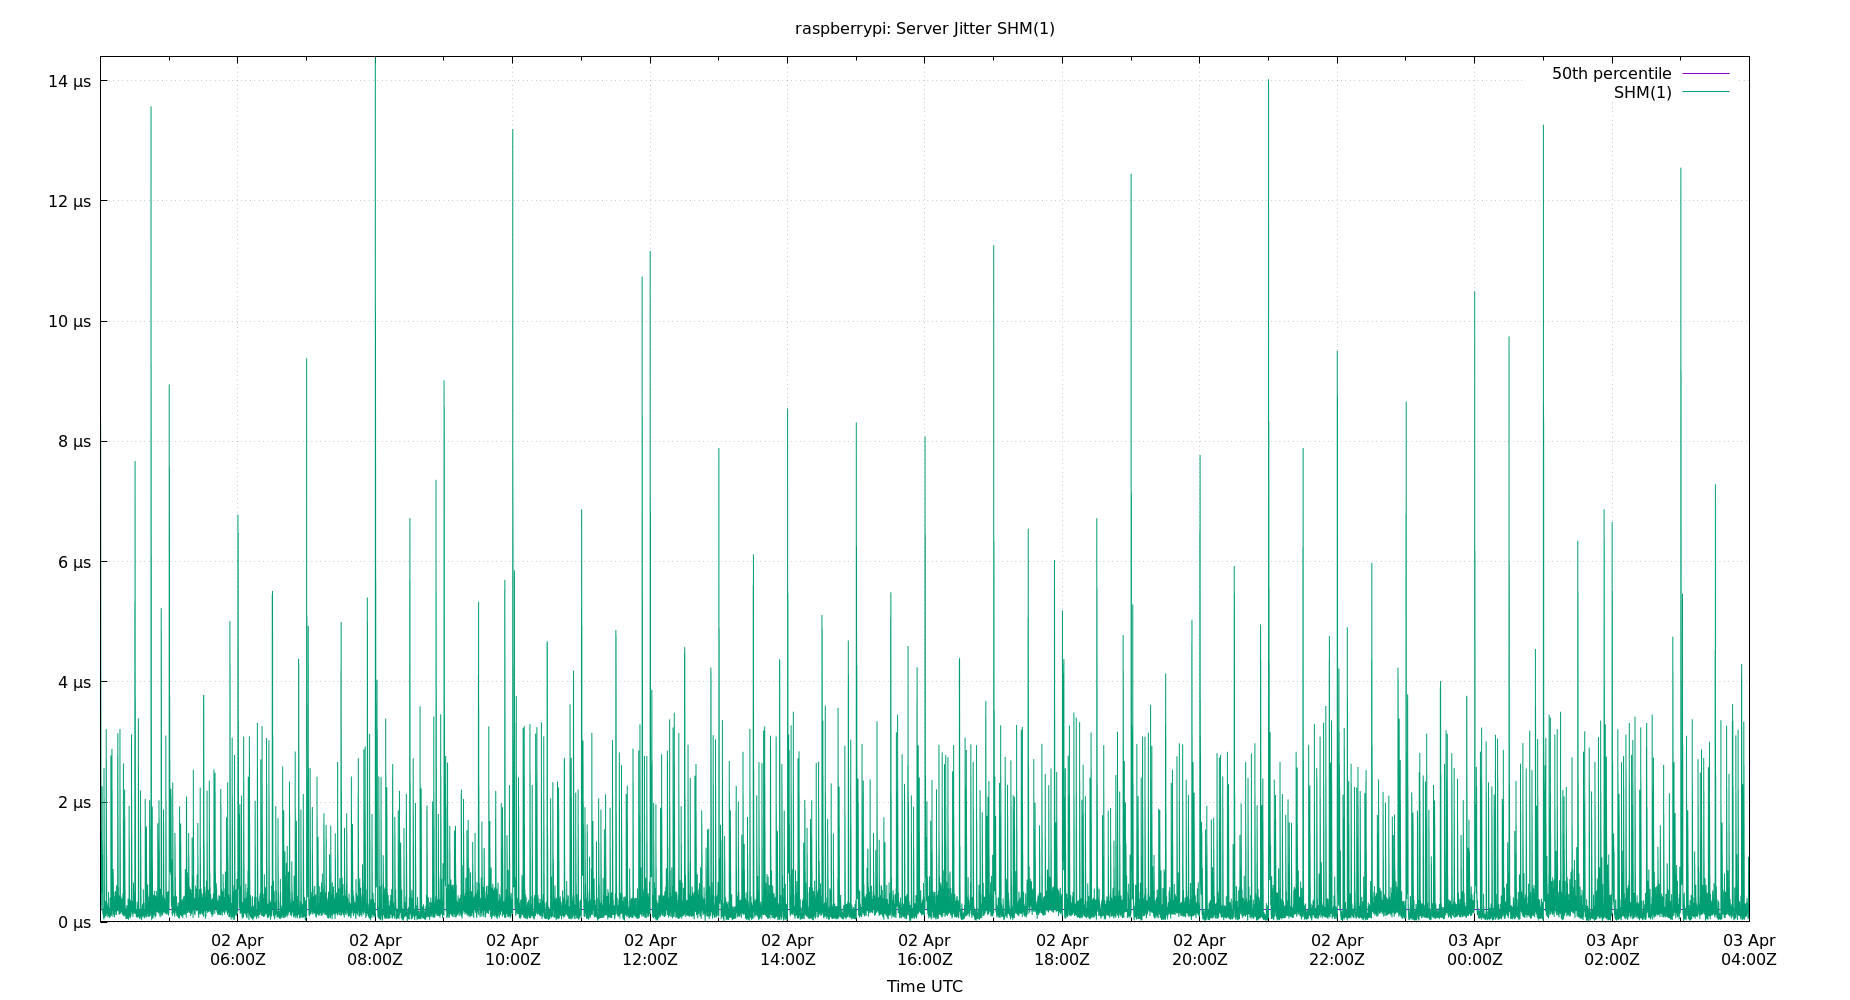 raspberrypi: Server Jitter SHM(1)
50th percentile
SHM(1)
14 µs
12 µs
10 µs
8 µs
6 µs
4 µs
2 µs
0 µs
02 Apr 02 Apr 02 Apr 02 Apr 02 Apr 02 Apr 02 Apr 02 Apr 02 Apr 03 Apr 03 Apr 03 Apr
06:00Z 08:00Z 10:00Z 12:00Z 14:00Z 16:00Z 18:00Z 20:00Z 22:00Z 00:00Z 02:00Z 04:00Z
Time UTC